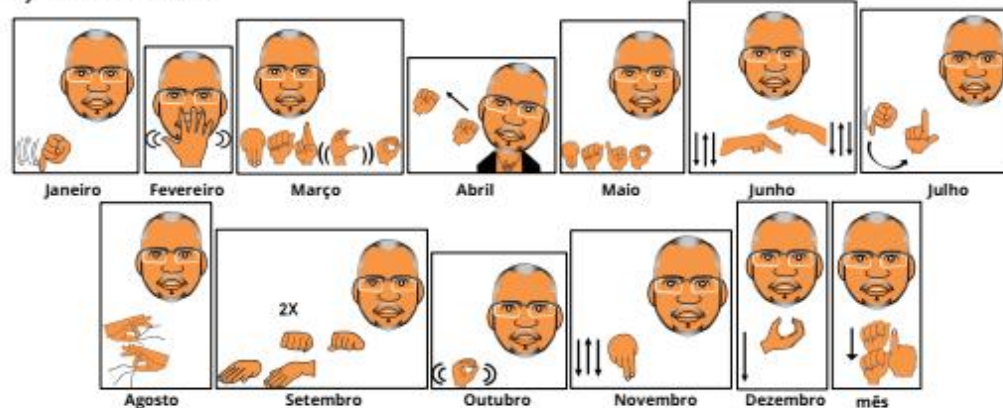 Janeiro Fevereiro Março Abril Maio Junho Julho
2X
Agosto Setembro Outubro Novembro Dezembro mês